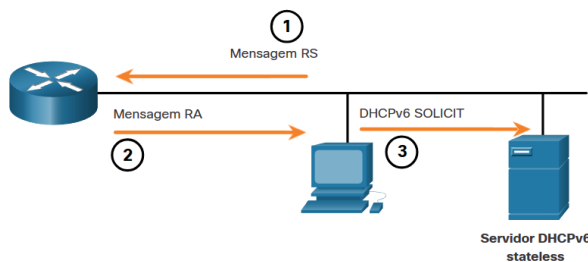 1
Mensagem RS
Mensagem RA
2
DHCPv6 SOLICIT
3
Servidor DHCPv6
stateless